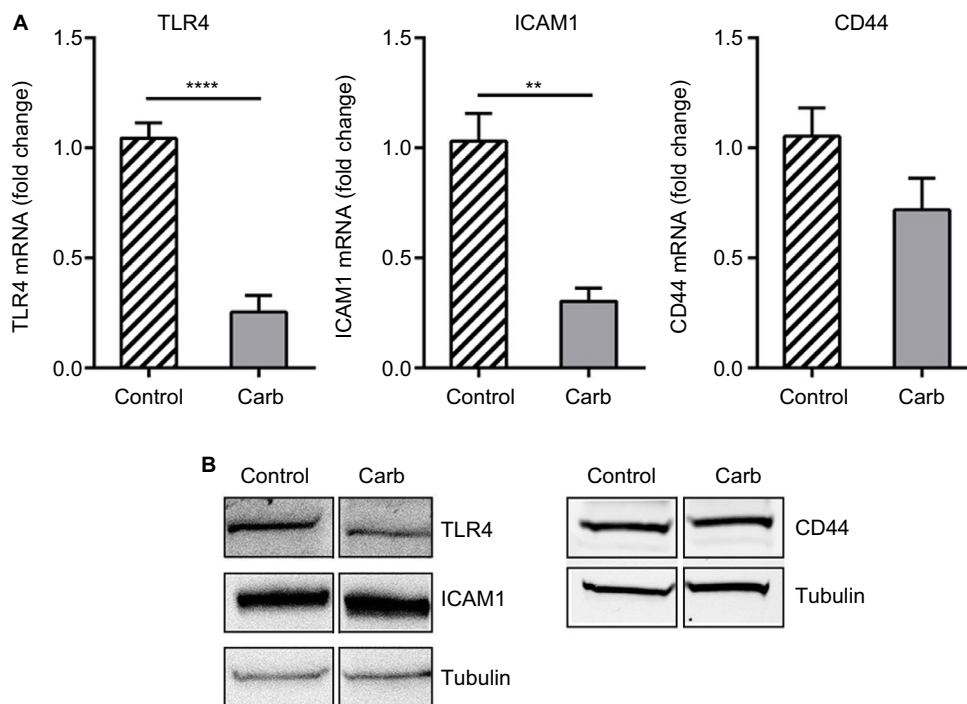 A
TLR4
ICAM1
CD44
TLR4 mRNA (fold change)
1.5
1.0
0.5
0.0
****
Control Carb
ICAM1 mRNA (fold change)
1.5
1.0
0.5
0.0
**
Control Carb
CD44 mRNA (fold change)
1.5
1.0
0.5
0.0
Control Carb
B
Control Carb
TLR4
ICAM1
Tubulin
Control Carb
CD44
Tubulin